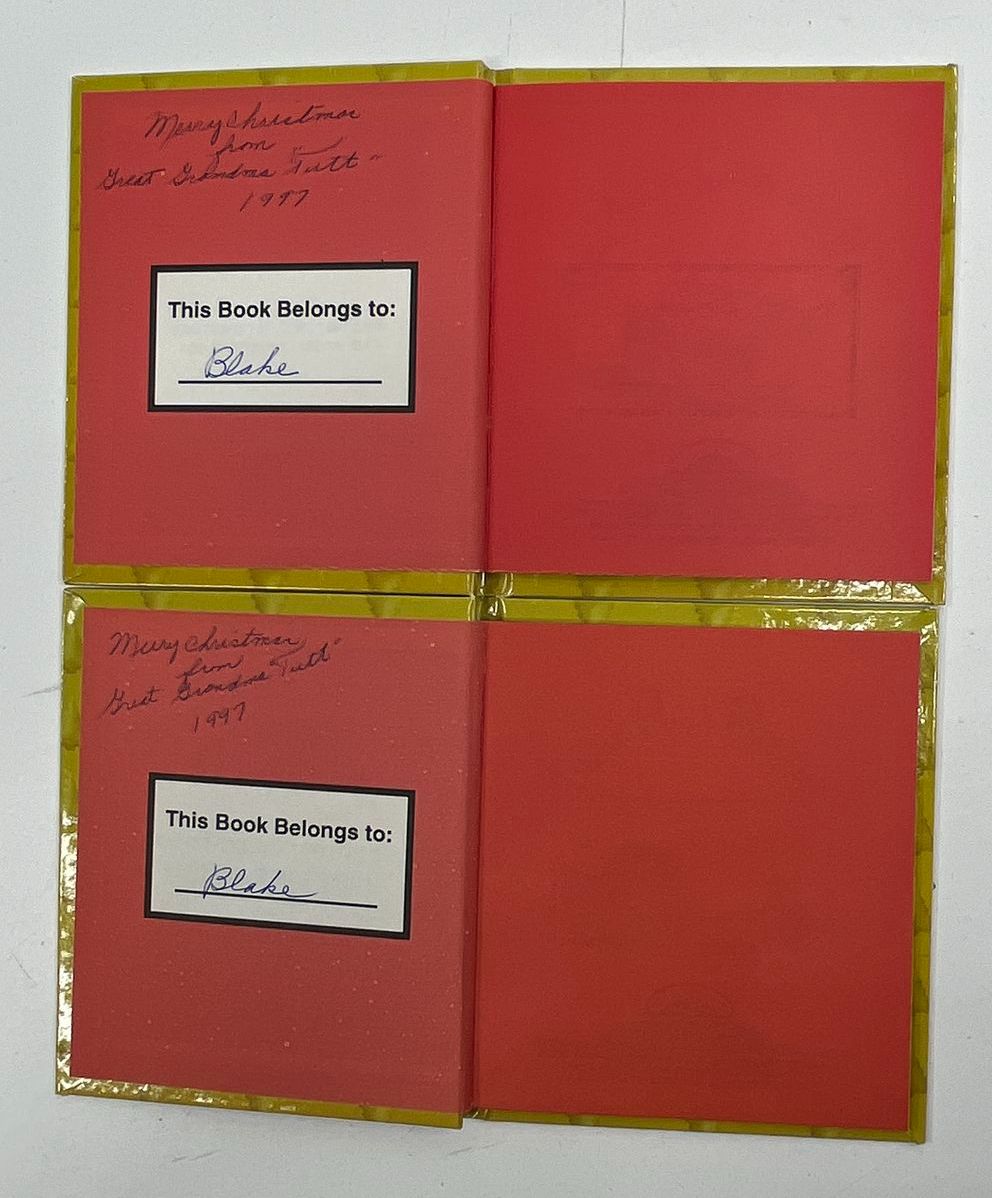 Merry Christmas
from
Great Grandma Tutt
1997
This Book Belongs to:
Blake
Merry Christmas
from
Great Grandma Tutt
1997
This Book Belongs to:
Blake